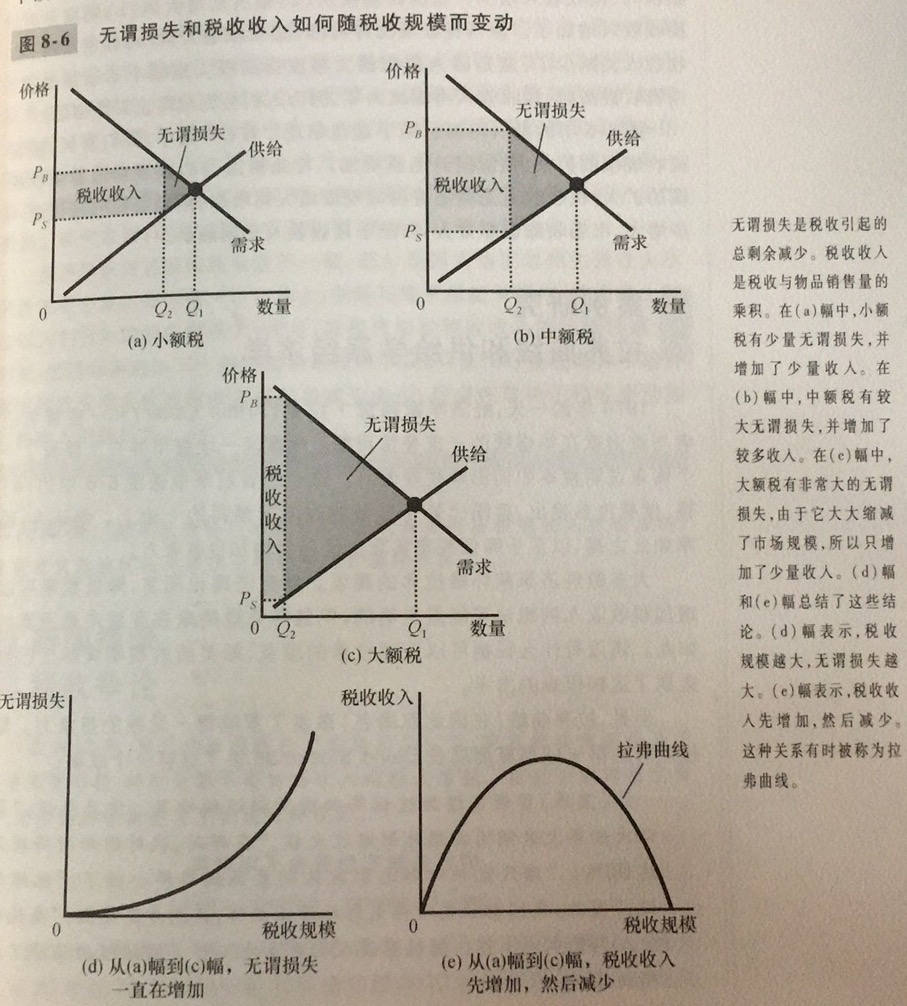 图 8-6 无谓损失和税收收入如何随税收规模而变动
价格
无谓损失
供给
P_B
税收收入
P_S
需求
0
Q_2
Q_1
数量
(a) 小额税
价格
无谓损失
P_B
供给
税收收入
P_S
需求
0
Q_2
Q_1
数量
(b) 中额税
价格
P_B
无谓损失
供给
税
收
收
入
需求
P_S
0
Q_2
Q_1
数量
(c) 大额税
无谓损失
0
税收规模
(d) 从(a)幅到(c)幅，无谓损失
一直在增加
税收收入
拉弗曲线
0
税收规模
(e) 从(a)幅到(c)幅，税收收入
先增加，然后减少
无谓损失是税收引起的
总剩余减少。税收收入
是税收与物品销售量的
乘积。在(a)幅中,小额
税有少量无谓损失,并
增加了少量收入。在
(b)幅中,中额税有较
大无谓损失,并增加了
较多收入。在(c)幅中,
大额税有非常大的无谓
损失,由于它大大缩减
了市场规模,所以只增
加了少量收入。(d)幅
和(e)幅总结了这些结
论。(d)幅表示,税收
规模越大,无谓损失越
大。(e)幅表示,税收收
入先增加,然后减少。
这种关系有时被称为拉
弗曲线。